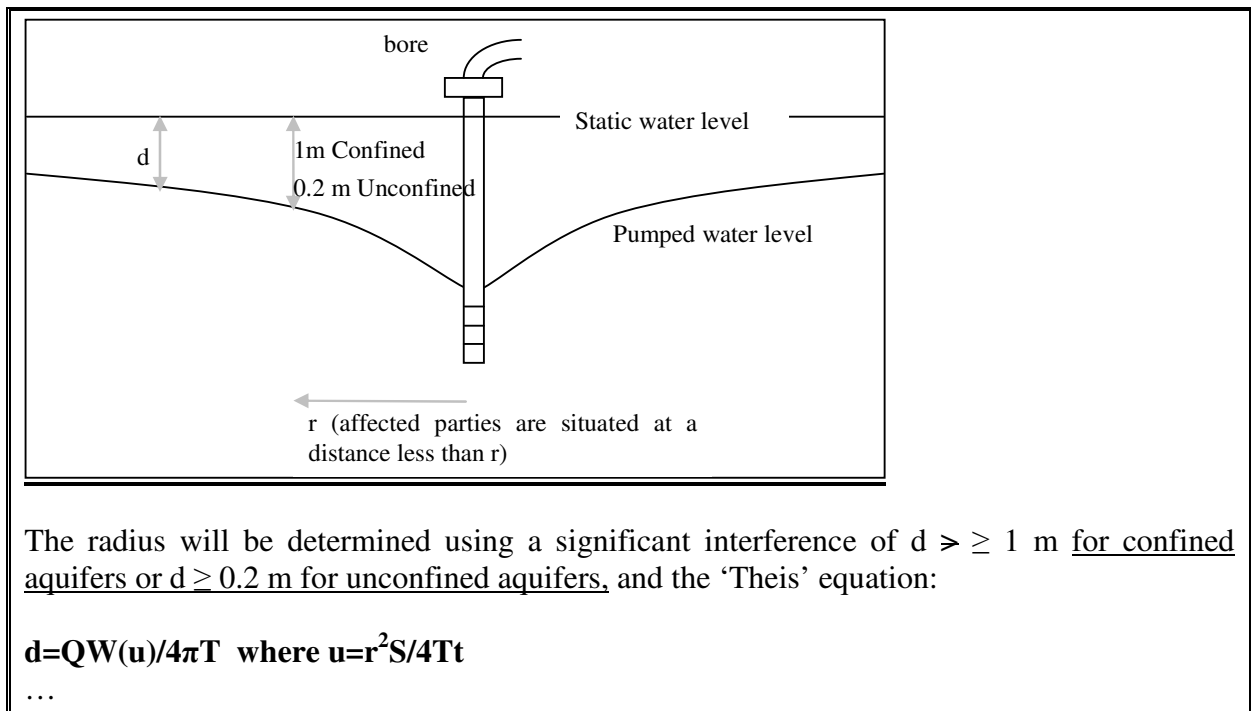 bore
Static water level
d
1m Confined
0.2 m Unconfined
Pumped water level
r (affected parties are situated at a
distance less than r)
The radius will be determined using a significant interference of d > ≥ 1 m for confined
aquifers or d ≥ 0.2 m for unconfined aquifers, and the ‘Theis’ equation:
d=QW(u)/4πT where u=r²S/4Tt
…